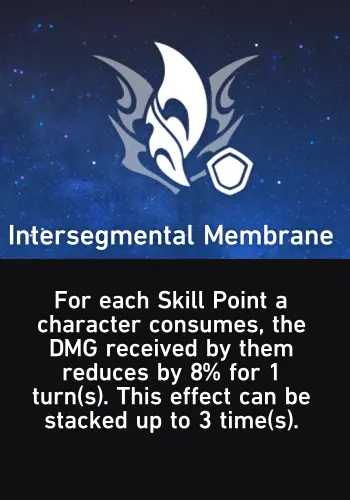 Intersegmental Membrane
For each Skill Point a
character consumes, the
DMG received by them
reduces by 8% for 1
turn(s). This effect can be
stacked up to 3 time(s).